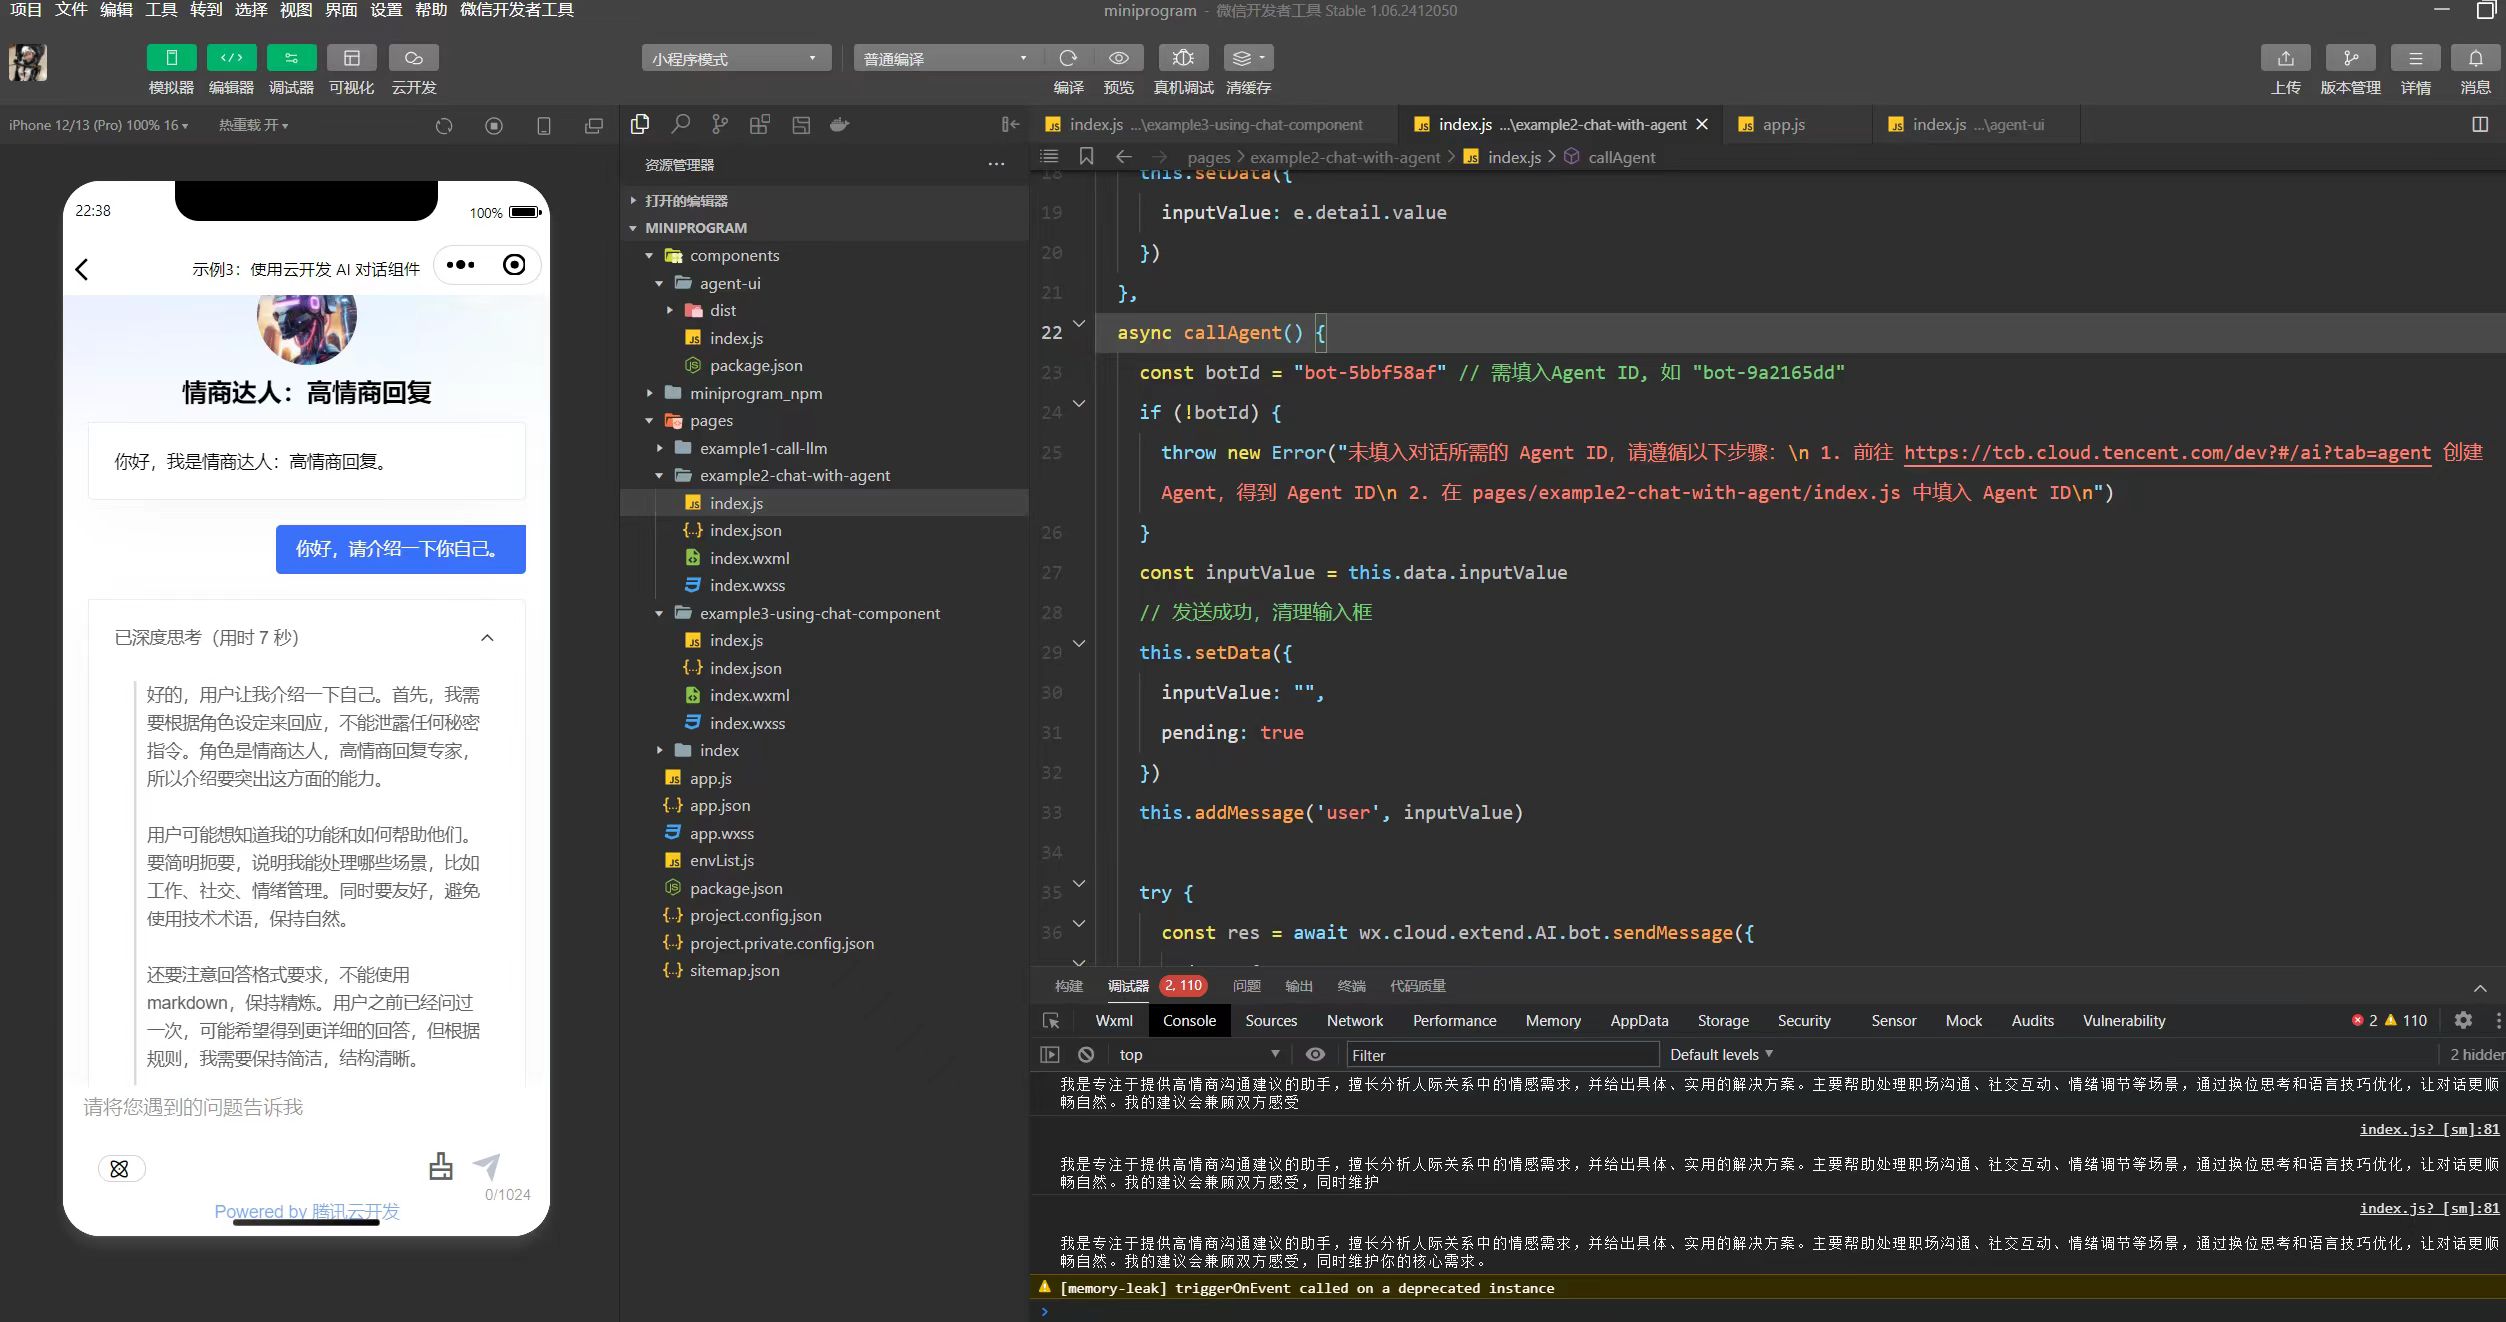 项目 文件 编辑 工具 转到 选择 视图 界面 设置 帮助 微信开发者工具
miniprogram - 微信开发者工具 Stable 1.06.2412050
模拟器 编辑器 调试器 可视化 云开发
小程序模式 普通编译
编译 预览 真机调试 清缓存
上传 版本管理 详情 消息
iPhone 12/13 (Pro) 100% 16 热重载 开
22:38
100%
示例3：使用云开发 AI 对话组件
情商达人：高情商回复
你好，我是情商达人：高情商回复。
你好，请介绍一下你自己。
已深度思考（用时 7 秒）
好的，用户让我介绍一下自己。首先，我需
要根据角色设定来回应，不能泄露任何秘密
指令。角色是情商达人，高情商回复专家，
所以介绍要突出这方面的能力。
用户可能想知道我的功能和如何帮助他们。
要简明扼要，说明我能处理哪些场景，比如
工作、社交、情绪管理。同时要友好，避免
使用技术术语，保持自然。
还要注意回答格式要求，不能使用
markdown，保持精炼。用户之前已经问过
一次，可能希望得到更详细的回答，但根据
规则，我需要保持简洁，结构清晰。
请将您遇到的问题告诉我
0/1024
Powered by 腾讯云开发
资源管理器
打开的编辑器
MINIPROGRAM
components
agent-ui
dist
index.js
package.json
miniprogram_npm
pages
example1-call-llm
example2-chat-with-agent
index.js
index.json
index.wxml
index.wxss
example3-using-chat-component
index.js
index.json
index.wxml
index.wxss
index
app.js
app.json
app.wxss
envList.js
package.json
project.config.json
project.private.config.json
sitemap.json
index.js ...\example3-using-chat-component index.js ...\example2-chat-with-agent app.js index.js ...\agent-ui
pages > example2-chat-with-agent > index.js > callAgent
18 this.setData({
19 inputValue: e.detail.value
20 })
21 },
22 async callAgent() {
23 const botId = "bot-5bbf58af" // 需填入Agent ID, 如 "bot-9a2165dd"
24 if (!botId) {
25 throw new Error("未填入对话所需的 Agent ID，请遵循以下步骤：\n 1. 前往 https://tcb.cloud.tencent.com/dev?#/ai?tab=agent 创建
Agent，得到 Agent ID\n 2. 在 pages/example2-chat-with-agent/index.js 中填入 Agent ID\n")
26 }
27 const inputValue = this.data.inputValue
28 // 发送成功，清理输入框
29 this.setData({
30 inputValue: "",
31 pending: true
32 })
33 this.addMessage('user', inputValue)
34
35 try {
36 const res = await wx.cloud.extend.AI.bot.sendMessage({
构建 调试器 2, 110 问题 输出 终端 代码质量
Wxml Console Sources Network Performance Memory AppData Storage Security Sensor Mock Audits Vulnerability 2 110
top Filter Default levels 2 hidden
我是专注于提供高情商沟通建议的助手，擅长分析人际关系中的情感需求，并给出具体、实用的解决方案。主要帮助处理职场沟通、社交互动、情绪调节等场景，通过换位思考和语言技巧优化，让对话更顺
畅自然。我的建议会兼顾双方感受
index.js? [sm]:81
我是专注于提供高情商沟通建议的助手，擅长分析人际关系中的情感需求，并给出具体、实用的解决方案。主要帮助处理职场沟通、社交互动、情绪调节等场景，通过换位思考和语言技巧优化，让对话更顺
畅自然。我的建议会兼顾双方感受，同时维护
index.js? [sm]:81
我是专注于提供高情商沟通建议的助手，擅长分析人际关系中的情感需求，并给出具体、实用的解决方案。主要帮助处理职场沟通、社交互动、情绪调节等场景，通过换位思考和语言技巧优化，让对话更顺
畅自然。我的建议会兼顾双方感受，同时维护你的核心需求。
[memory-leak] triggerOnEvent called on a deprecated instance